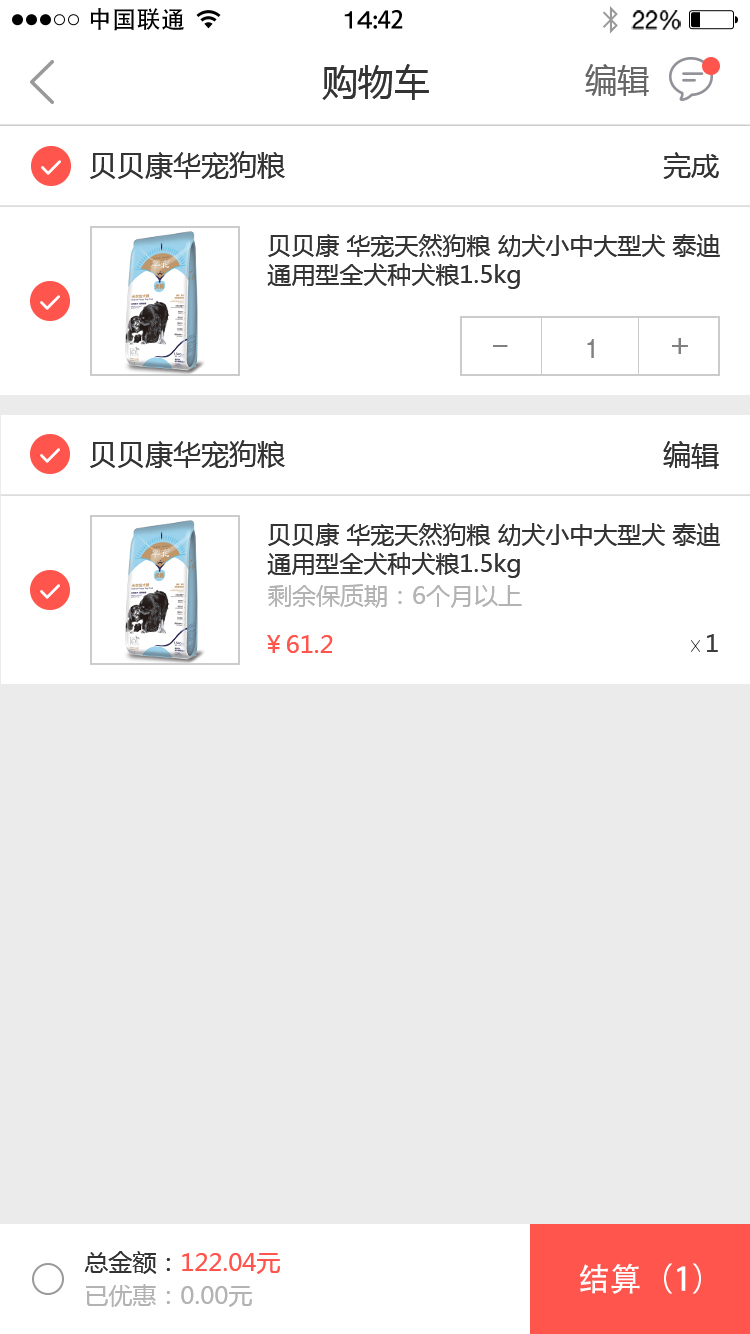 中国联通 14:42 22%
购物车 编辑
贝贝康华宠狗粮 完成
贝贝康 华宠天然狗粮 幼犬小中大型犬 泰迪
通用型全犬种犬粮1.5kg
− 1 +
贝贝康华宠狗粮 编辑
贝贝康 华宠天然狗粮 幼犬小中大型犬 泰迪
通用型全犬种犬粮1.5kg
剩余保质期：6个月以上
¥ 61.2 x 1
总金额：122.04元
已优惠：0.00元
结算（1）